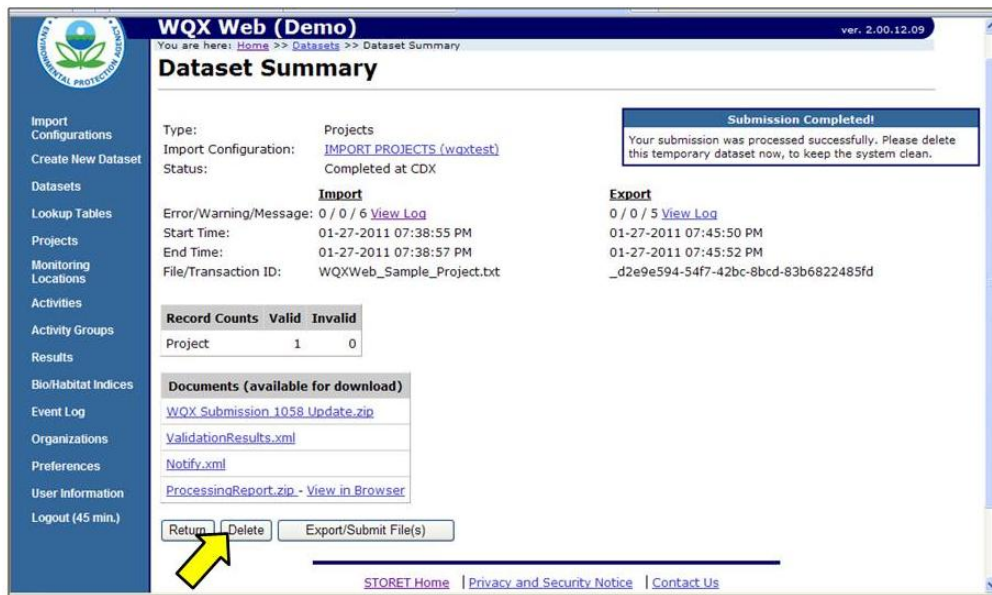 WQX Web (Demo)
ver. 2.00.12.09
You are here: Home >> Datasets >> Dataset Summary
Dataset Summary
ENVIRONMENTAL PROTECTION AGENCY
Import
Configurations
Create New Dataset
Datasets
Lookup Tables
Projects
Monitoring
Locations
Activities
Activity Groups
Results
Bio/Habitat Indices
Event Log
Organizations
Preferences
User Information
Logout (45 min.)
Submission Completed!
Your submission was processed successfully. Please delete
this temporary dataset now, to keep the system clean.
Type: Projects
Import Configuration: IMPORT PROJECTS (wqxtest)
Status: Completed at CDX
Import Export
Error/Warning/Message: 0 / 0 / 6 View Log 0 / 0 / 5 View Log
Start Time: 01-27-2011 07:38:55 PM 01-27-2011 07:45:50 PM
End Time: 01-27-2011 07:38:57 PM 01-27-2011 07:45:52 PM
File/Transaction ID: WQXWeb_Sample_Project.txt _d2e9e594-54f7-42bc-8bcd-83b6822485fd
Record Counts Valid Invalid
Project 1 0
Documents (available for download)
WQX Submission 1058 Update.zip
ValidationResults.xml
Notify.xml
ProcessingReport.zip - View in Browser
Return Delete Export/Submit File(s)
STORET Home | Privacy and Security Notice | Contact Us